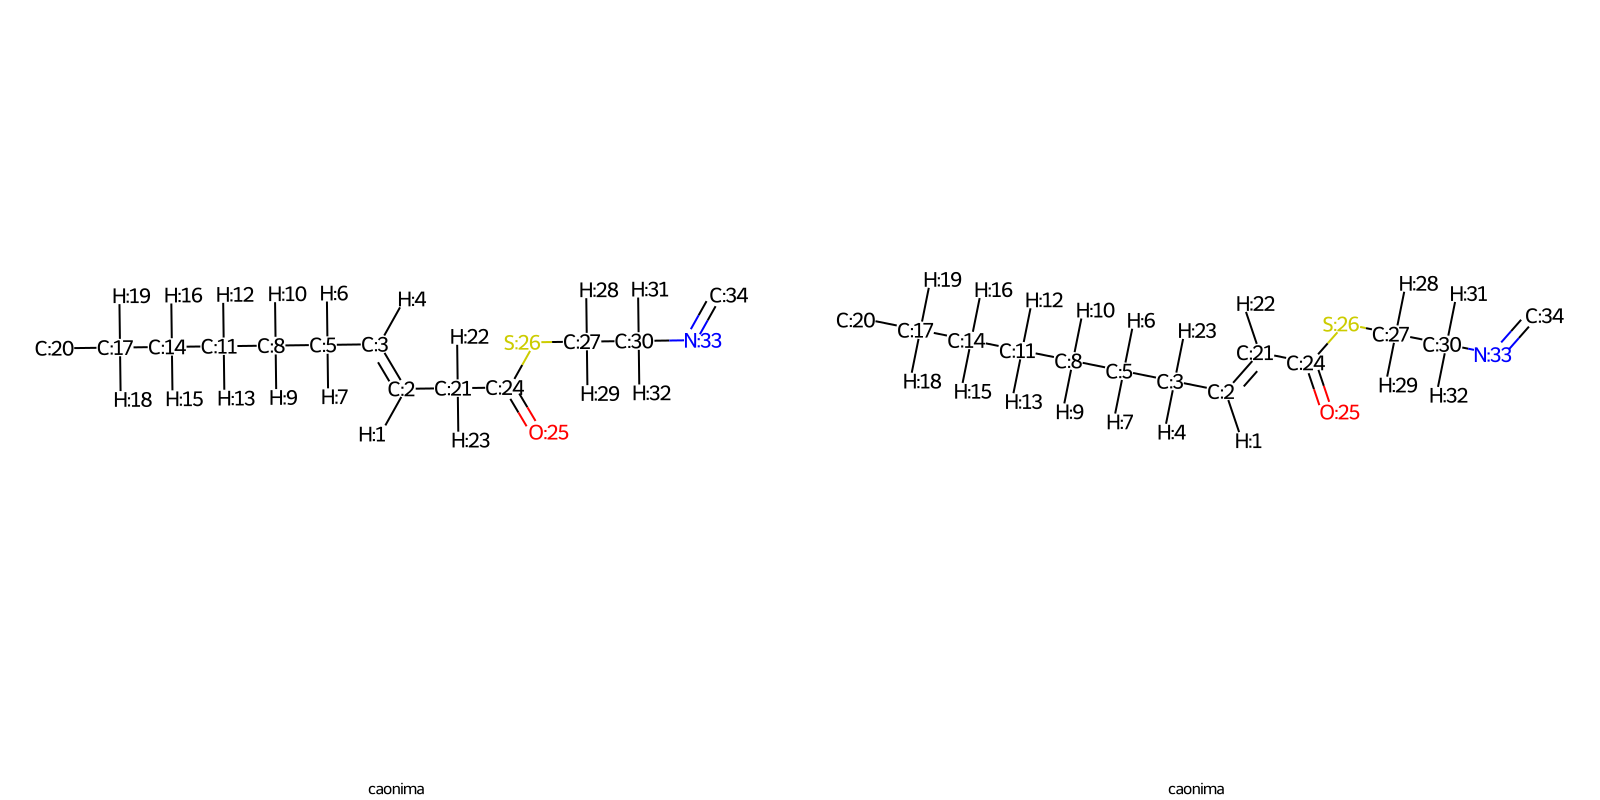 H:19 H:16 H:12 H:10 H:6 H:4 H:22 H:28 H:31 C:34
C:20 C:17 C:14 C:11 C:8 C:5 C:3 S:26 C:27 C:30 N:33
C:2 C:21 C:24
H:18 H:15 H:13 H:9 H:7 H:1 H:23 O:25 H:29 H:32
caonima
H:19 H:16 H:12 H:10 H:6 H:23 H:22 H:28 H:31 C:34
C:20 C:17 C:14 C:11 C:8 C:5 C:3 C:2 C:21 C:24 S:26 C:27 C:30 N:33
H:18 H:15 H:13 H:9 H:7 H:4 H:1 O:25 H:29 H:32
caonima